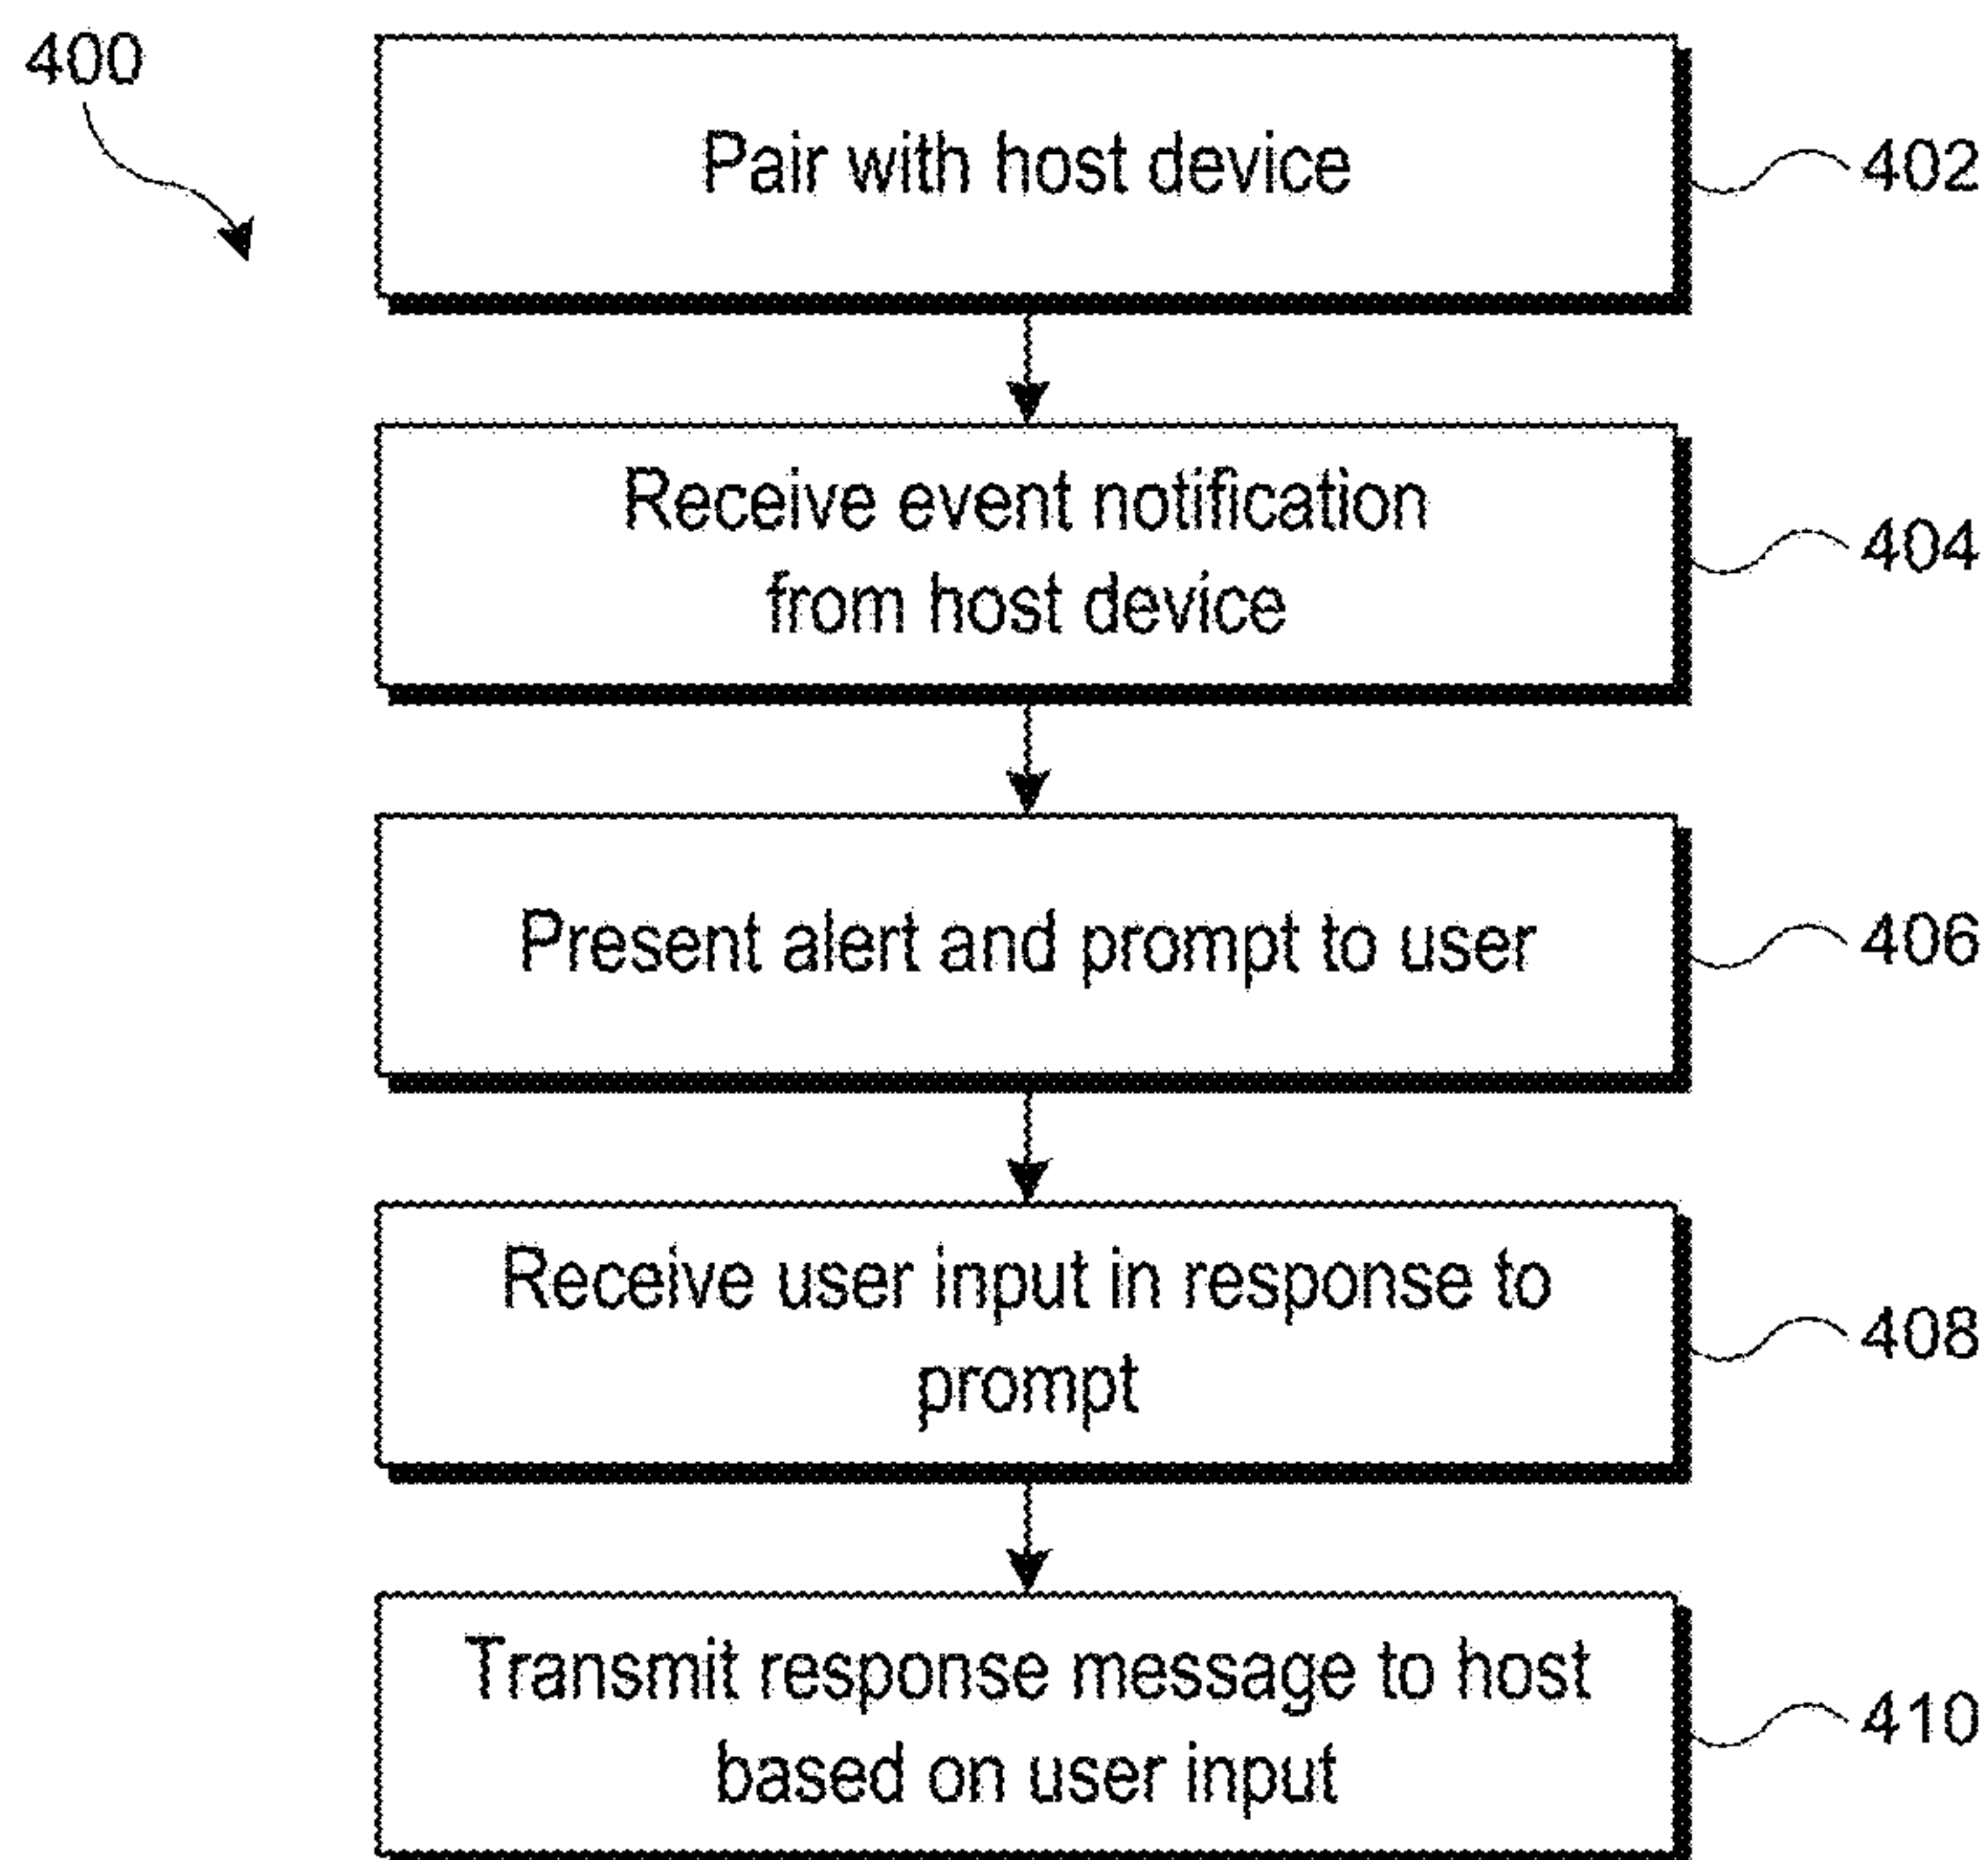 400
Pair with host device
402
Receive event notification
from host device
404
Present alert and prompt to user
406
Receive user input in response to
prompt
408
Transmit response message to host
based on user input
410